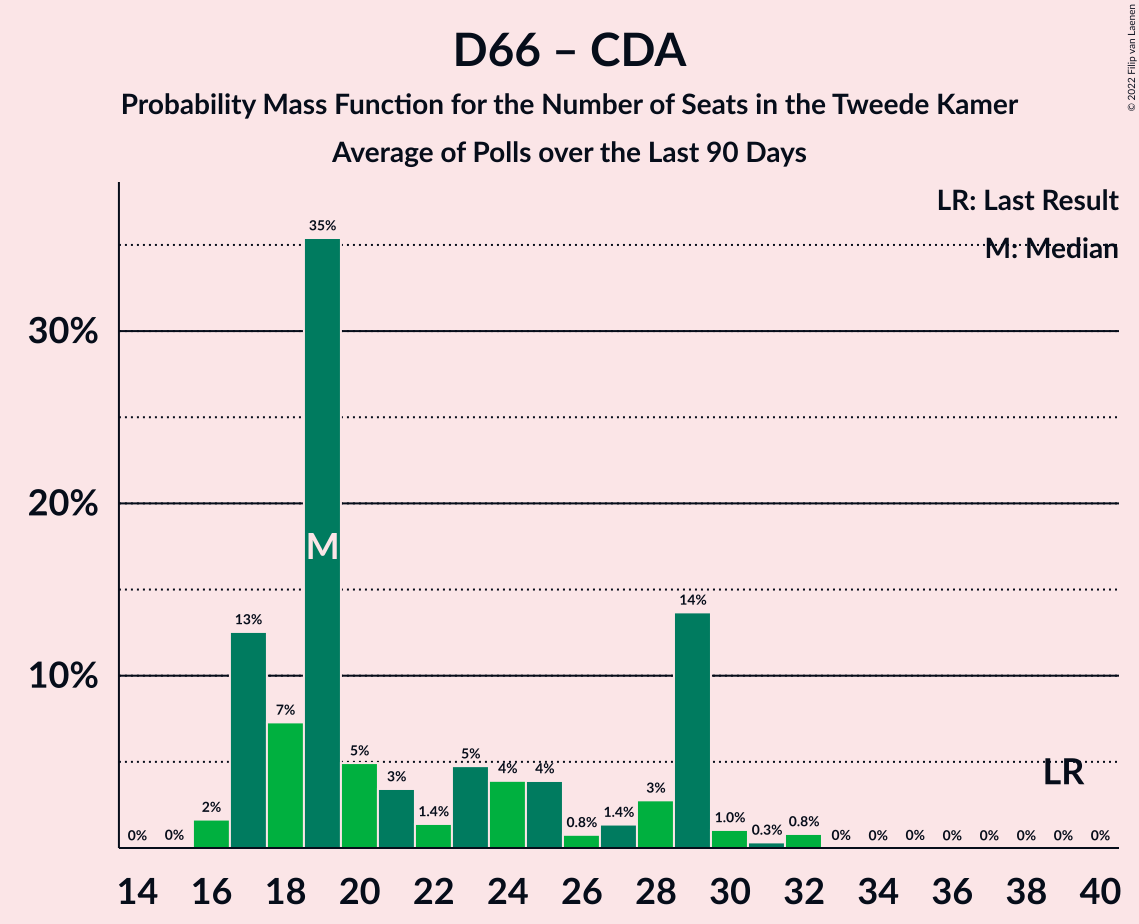 D66 – CDA
Probability Mass Function for the Number of Seats in the Tweede Kamer
Average of Polls over the Last 90 Days
© 2022 Filip van Laenen
LR: Last Result
M: Median
30%
20%
10%
0% 0% 2% 13% 7% 35% 5% 3% 1.4% 5% 4% 4% 0.8% 1.4% 3% 14% 1.0% 0.3% 0.8% 0% 0% 0% 0% 0% 0% 0% 0%
M
LR
14 16 18 20 22 24 26 28 30 32 34 36 38 40